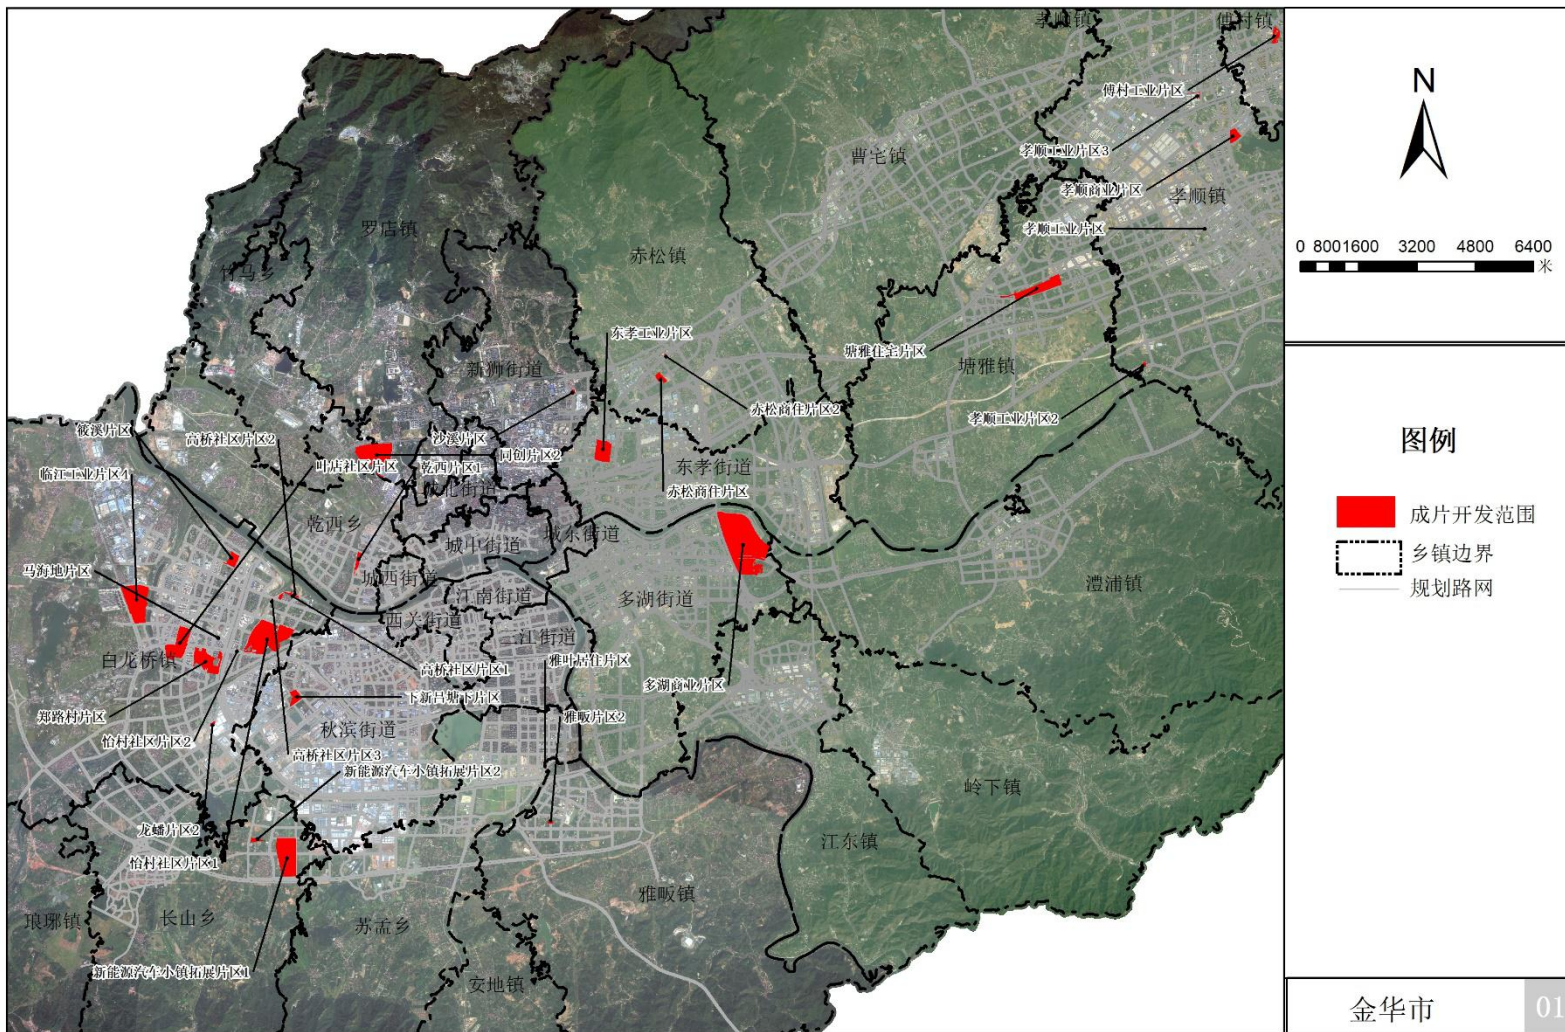 孝顺镇
傅村镇
傅村工业片区
曹宅镇
孝顺工业片区3
孝顺商业片区
孝顺镇
罗店镇
孝顺工业片区
赤松镇
竹马乡
东孝工业片区
塘雅住宅片区
塘雅镇
新狮街道
赤松商住片区2
孝顺工业片区2
筱溪片区
高桥社区片区2
沙溪片区
同创片区2
叶店社区片区
乾西片区1
临江工业片区4
东孝街道
赤松商住片区
北街道
乾西乡
城中街道
城东街道
马海地片区
城西街道
江南街道
多湖街道
澧浦镇
西关街道
三江街道
白龙桥镇
高桥社区片区1
雅叶居住片区
多湖商业片区
下新吕塘下片区
郑路村片区
秋滨街道
雅畈片区2
怡村社区片区2
高桥社区片区3
新能源汽车小镇拓展片区2
岭下镇
龙蟠片区2
江东镇
怡村社区片区1
雅畈镇
琅琊镇
长山乡
苏孟乡
新能源汽车小镇拓展片区1
安地镇
N
0 800 1600 3200 4800 6400
米
图例
成片开发范围
乡镇边界
规划路网
金华市
01